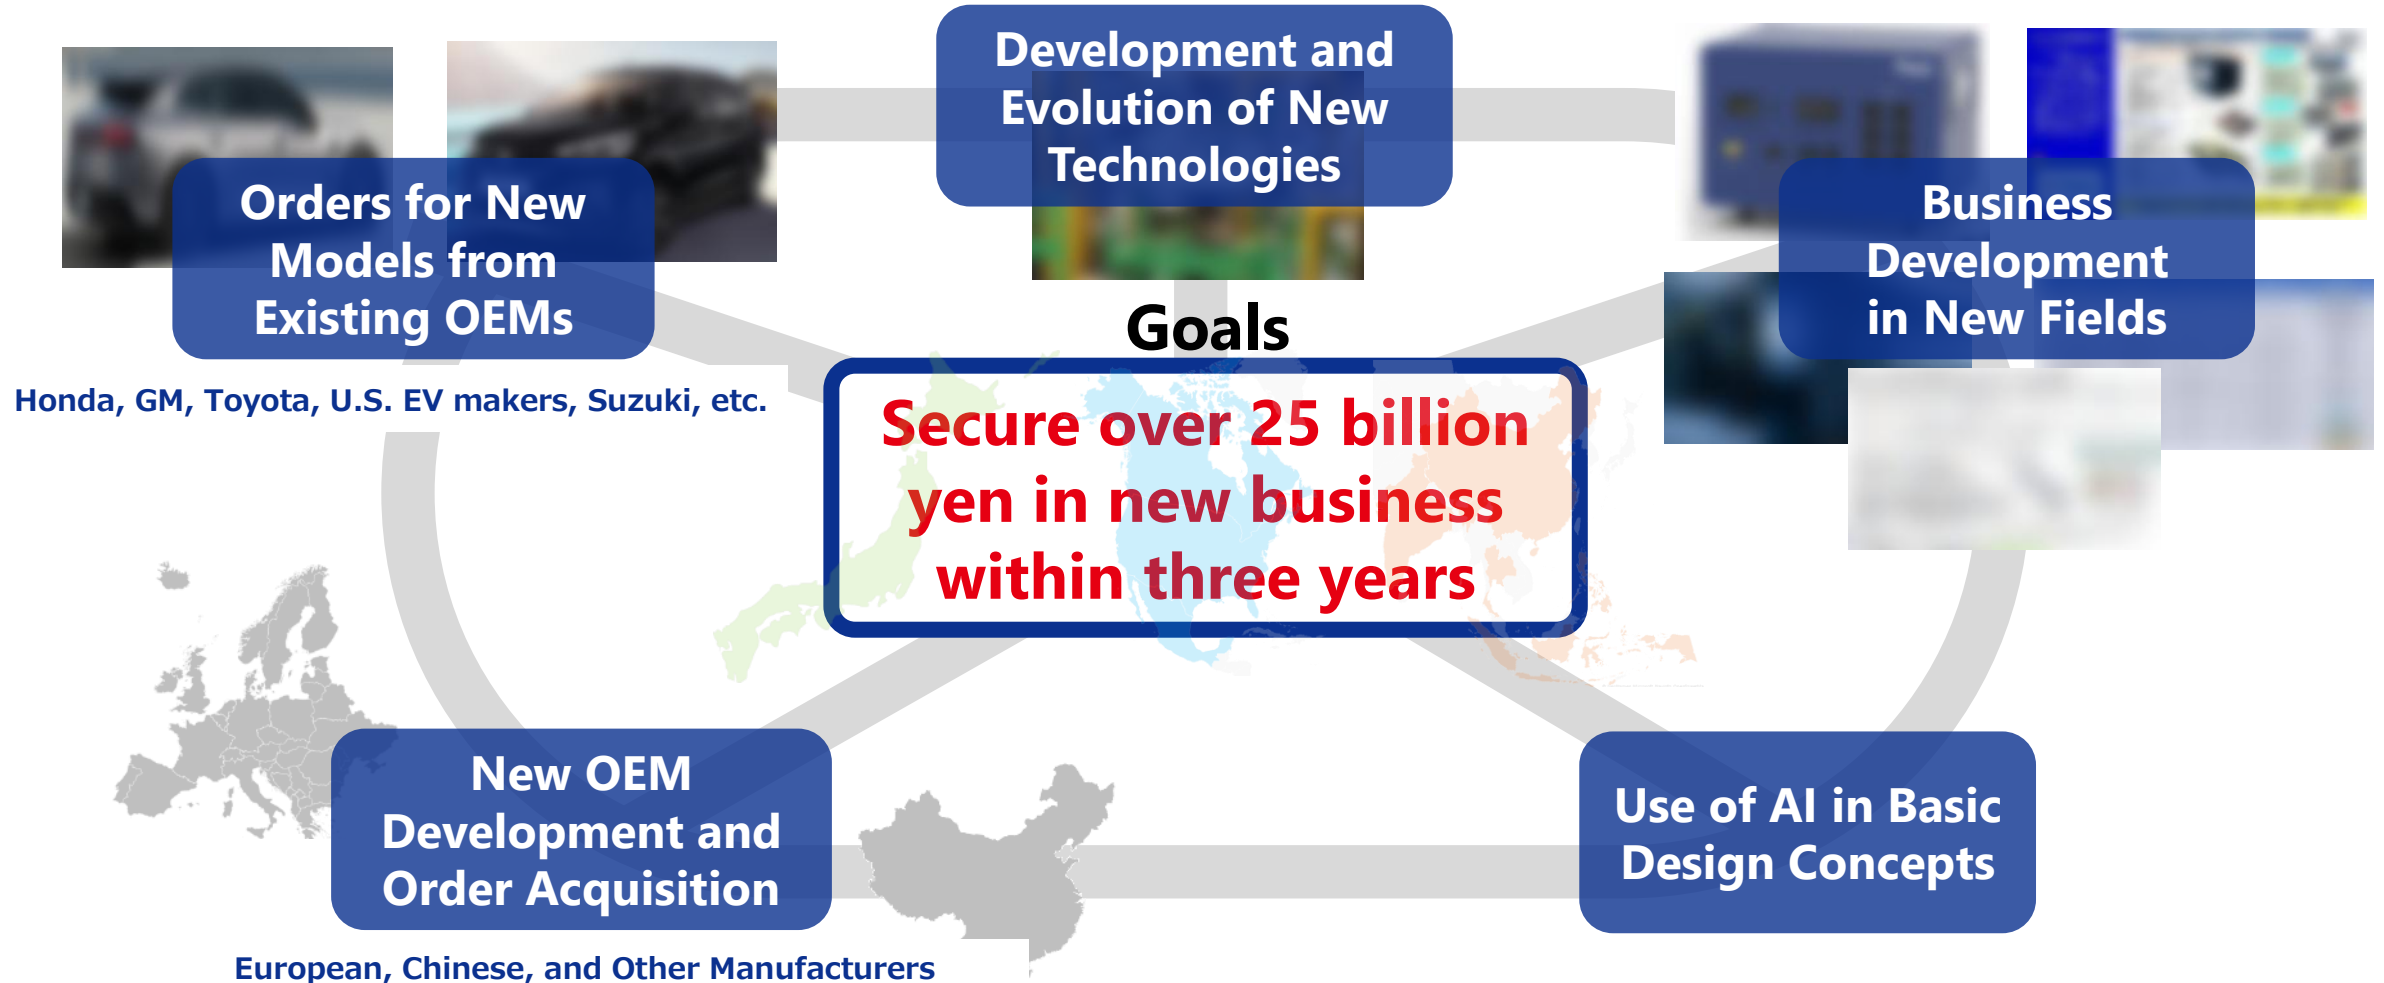 Development and
Evolution of New
Technologies
Orders for New
Models from
Existing OEMs
Business
Development
in New Fields
Honda, GM, Toyota, U.S. EV makers, Suzuki, etc.
Goals
Secure over 25 billion
yen in new business
within three years
New OEM
Development and
Order Acquisition
European, Chinese, and Other Manufacturers
Use of AI in Basic
Design Concepts